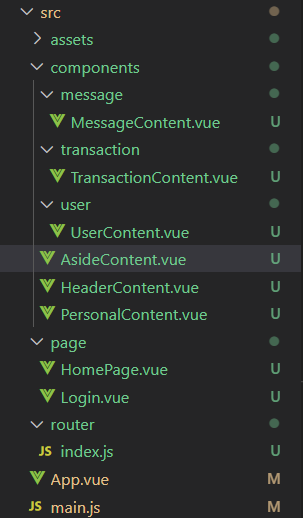 src
assets
components
message
MessageContent.vue U
transaction
TransactionContent.vue U
user
UserContent.vue U
AsideContent.vue U
HeaderContent.vue U
PersonalContent.vue U
page
HomePage.vue U
Login.vue U
router
JS index.js U
App.vue M
JS main.js M